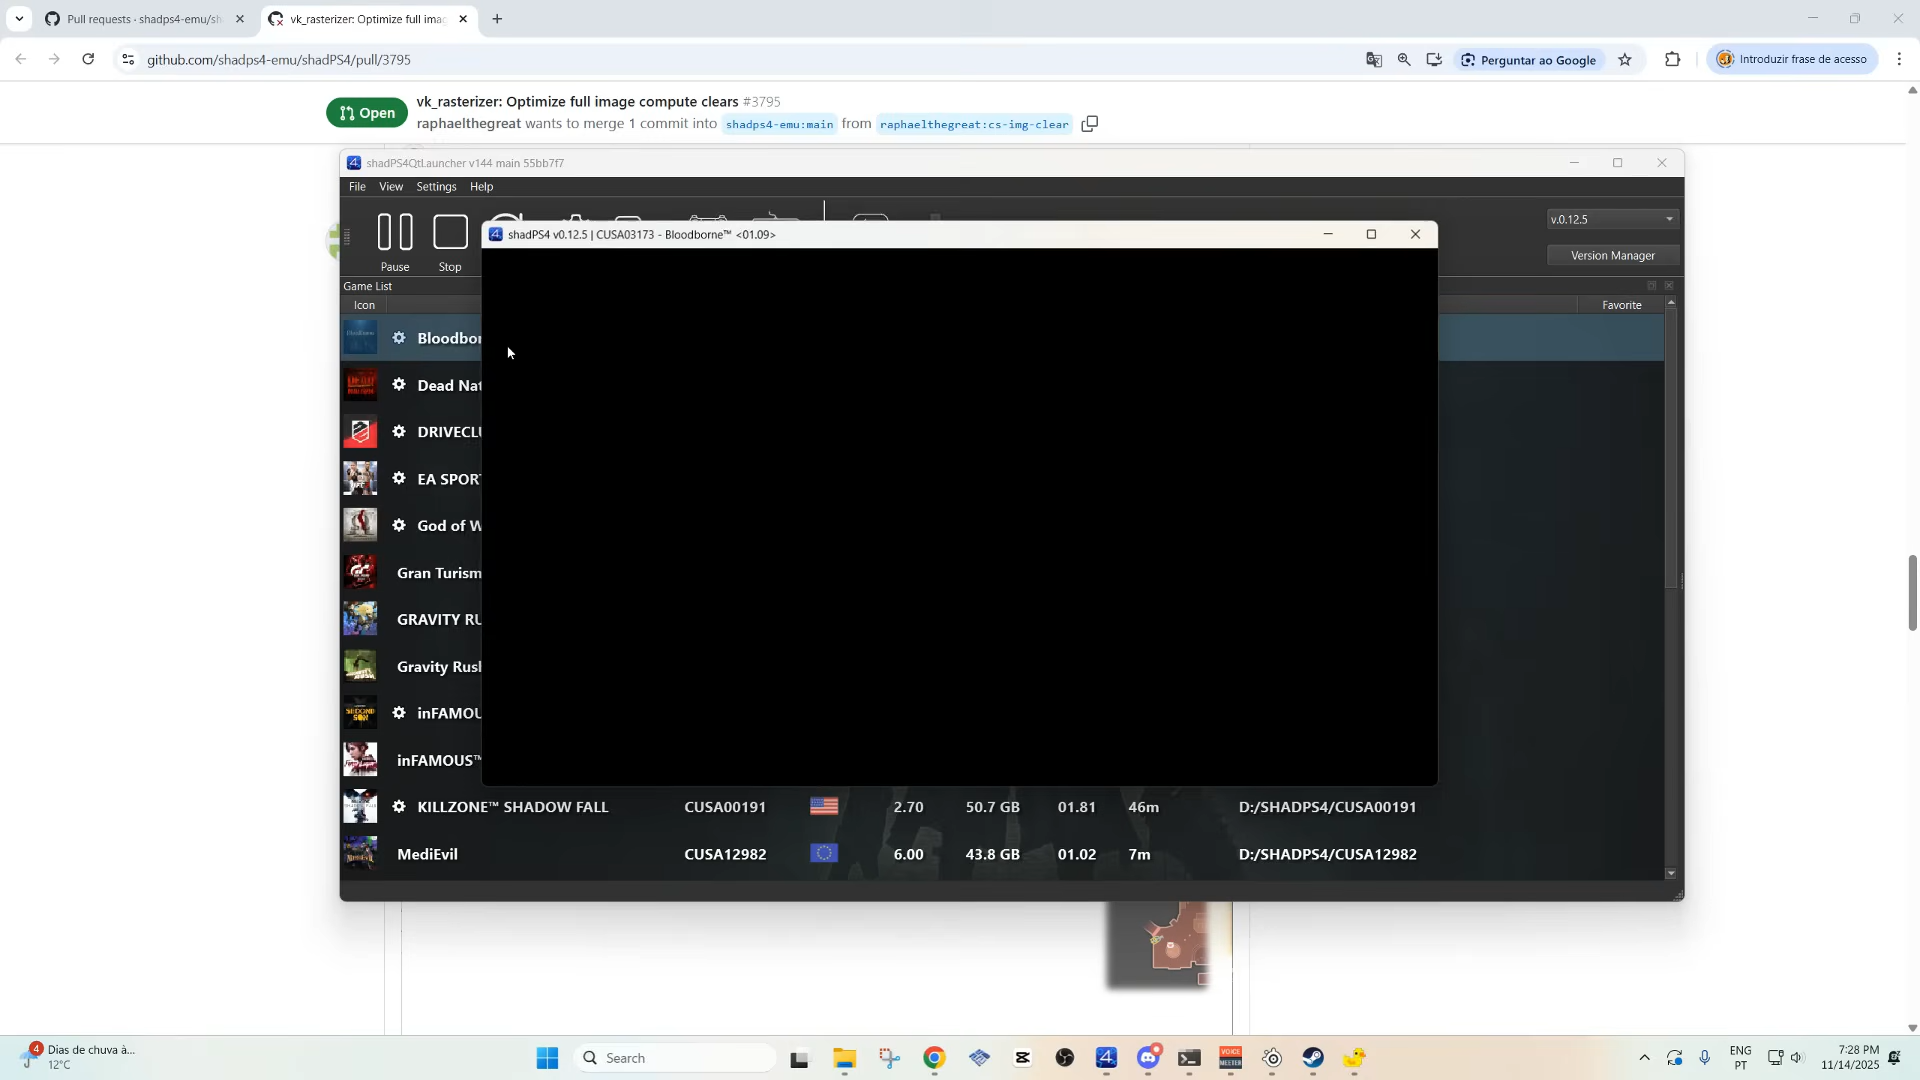 Pull requests · shadps4-emu/sh
vk_rasterizer: Optimize full ima
github.com/shadps4-emu/shadPS4/pull/3795
Perguntar ao Google
Introduzir frase de acesso
Open
vk_rasterizer: Optimize full image compute clears #3795
raphaelthegreat wants to merge 1 commit into shadps4-emu:main from raphaelthegreat:cs-img-clear
shadPS4QtLauncher v144 main 55bb7f7
File View Settings Help
v.0.12.5
Version Manager
Pause
Stop
shadPS4 v0.12.5 | CUSA03173 - Bloodborne™ <01.09>
Game List
Icon
Favorite
Bloodbor
Dead Nat
DRIVECLU
EA SPORT
God of W
Gran Turism
GRAVITY RU
Gravity Rush
inFAMOU
inFAMOUS™
KILLZONE™ SHADOW FALL CUSA00191 2.70 50.7 GB 01.81 46m D:/SHADPS4/CUSA00191
MediEvil CUSA12982 6.00 43.8 GB 01.02 7m D:/SHADPS4/CUSA12982
4
Dias de chuva à...
12°C
Search
VOICE
MEETER
ENG
PT
7:28 PM
11/14/2025